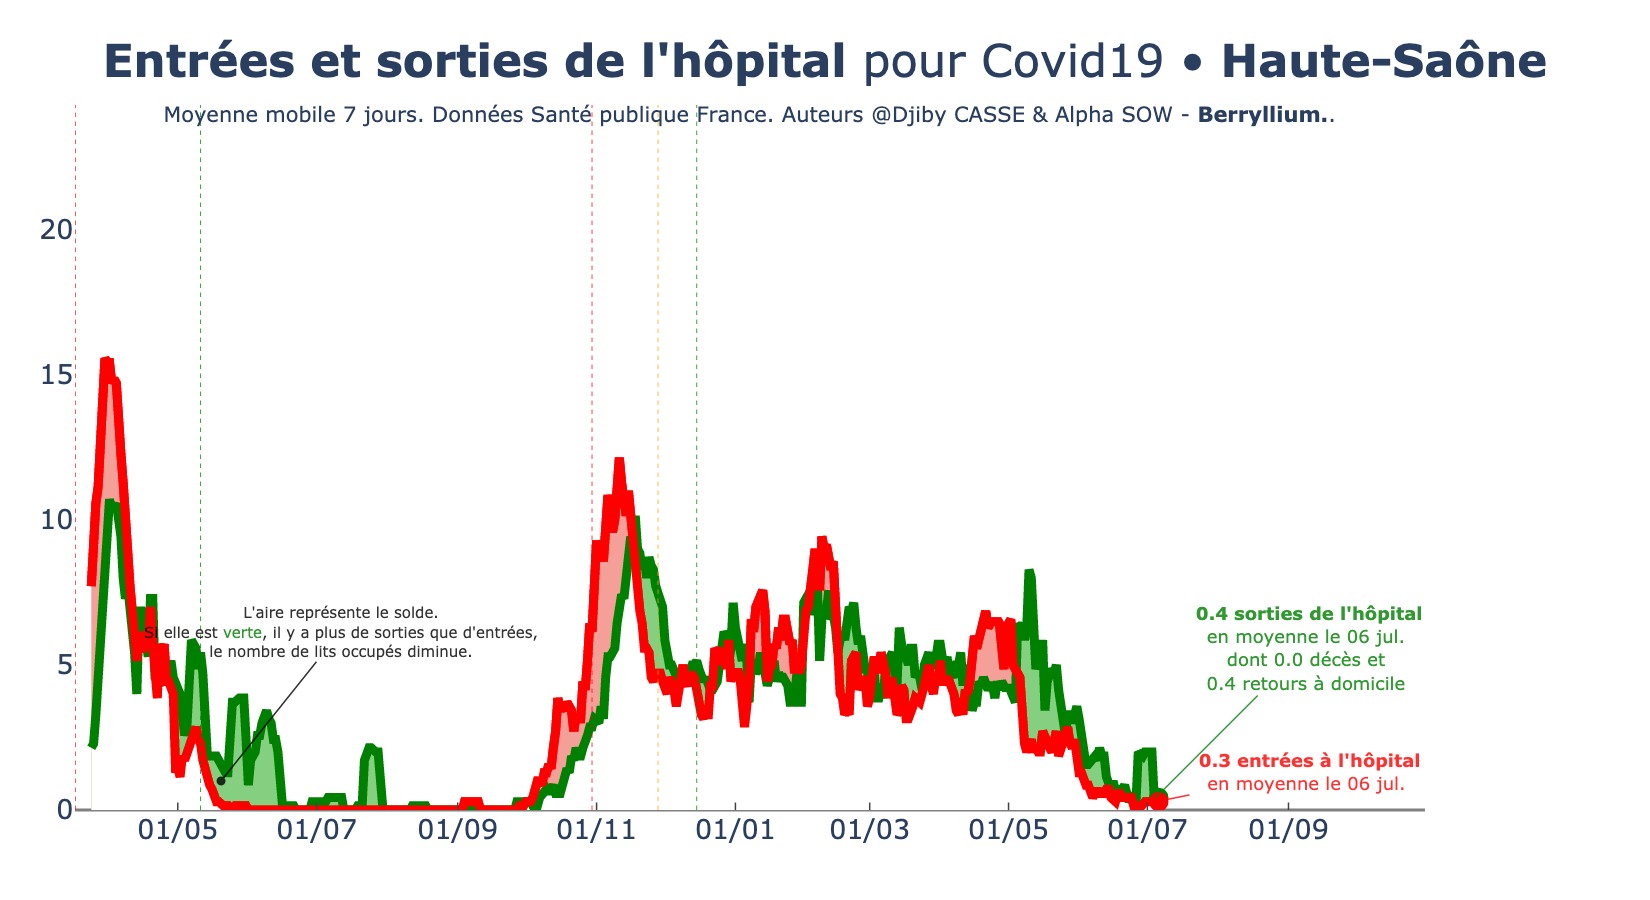 Entrées et sorties de l'hôpital pour Covid19 • Haute-Saône
Moyenne mobile 7 jours. Données Santé publique France. Auteurs @Djiby CASSE & Alpha SOW - Berryllium..
20
15
10
5
0
L'aire représente le solde.
Si elle est verte, il y a plus de sorties que d'entrées,
le nombre de lits occupés diminue.
0.4 sorties de l'hôpital
en moyenne le 06 jul.
dont 0.0 décès et
0.4 retours à domicile
0.3 entrées à l'hôpital
en moyenne le 06 jul.
01/05 01/07 01/09 01/11 01/01 01/03 01/05 01/07 01/09